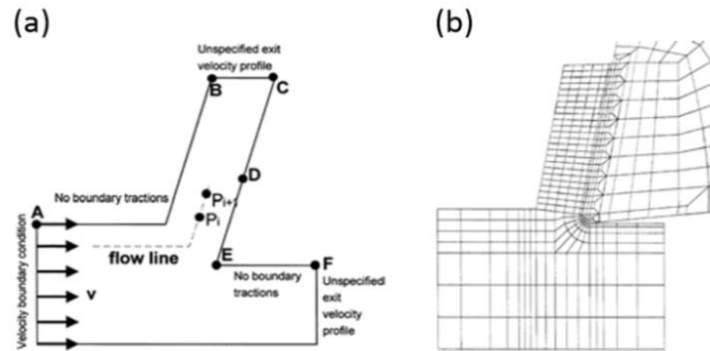 (a)
(b)
Unspecified exit
velocity profile
B
C
No boundary tractions
A
D
Pi+1
Pi
Velocity boundary condition
flow line
E
F
v
No boundary
tractions
Unspecified
exit
velocity
profile